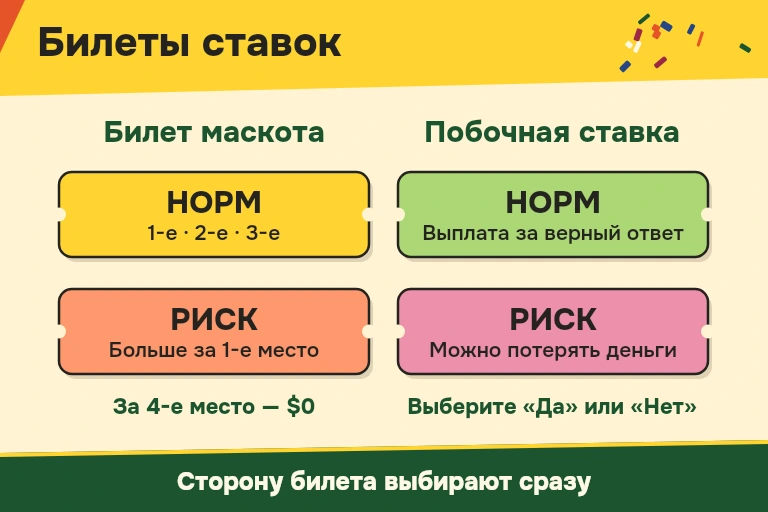 Билеты ставок
Билет маскота
НОРМ
1-е · 2-е · 3-е
РИСК
Больше за 1-е место
За 4-е место — $0
Побочная ставка
НОРМ
Выплата за верный ответ
РИСК
Можно потерять деньги
Выберите «Да» или «Нет»
Сторону билета выбирают сразу